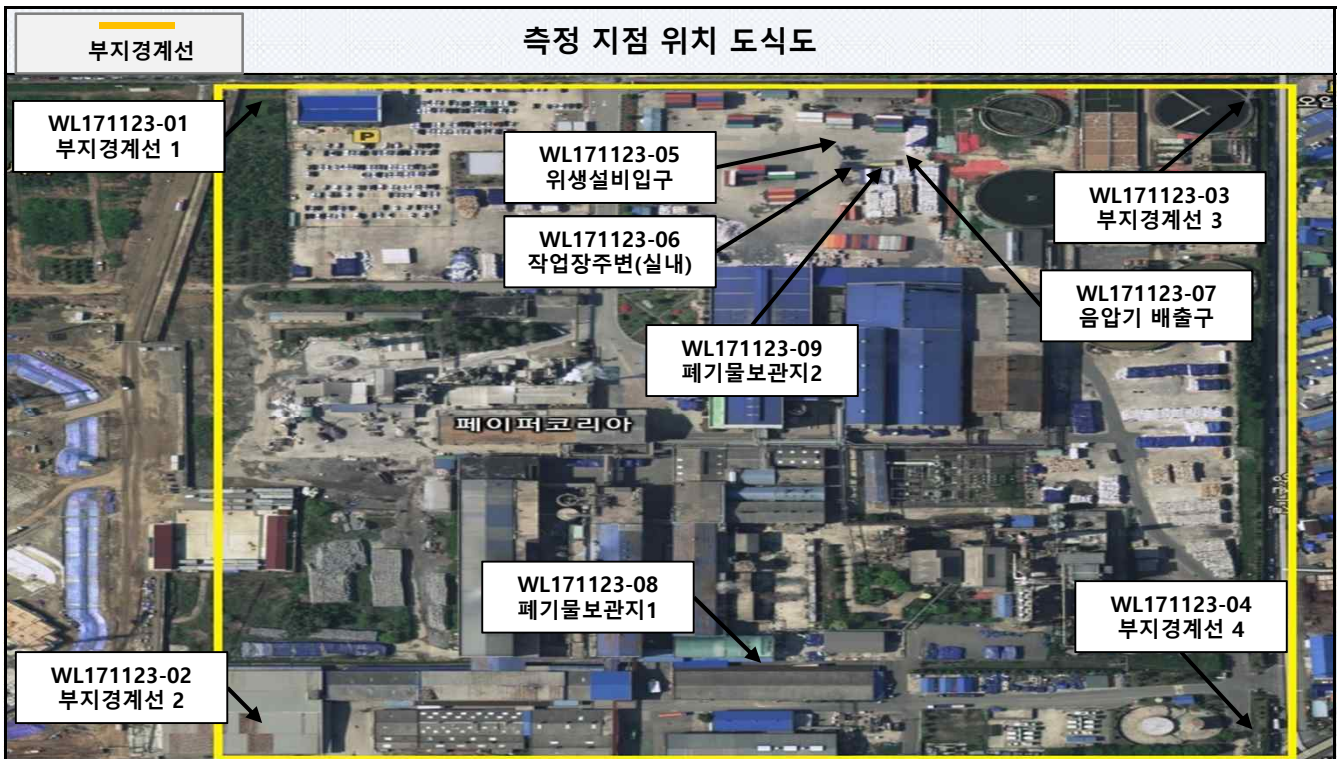 측정 지점 위치 도식도
부지경계선
WL171123-01
부지경계선 1
WL171123-05
위생설비입구
WL171123-03
부지경계선 3
WL171123-06
작업장주변(실내)
WL171123-07
음압기 배출구
WL171123-09
폐기물보관지2
페이퍼코리아
WL171123-08
폐기물보관지1
WL171123-04
부지경계선 4
WL171123-02
부지경계선 2
P